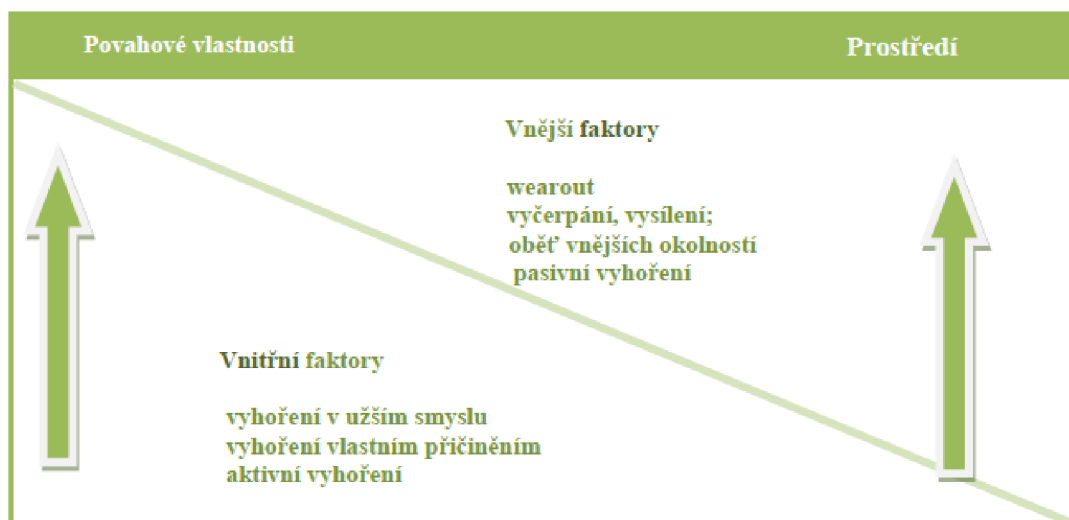 Povahové vlastnosti
Prostředí
Vnější faktory
wearout
vyčerpání, vysílení;
oběť vnějších okolností
pasivní vyhoření
Vnitřní faktory
vyhoření v užším smyslu
vyhoření vlastním přičiněním
aktivní vyhoření